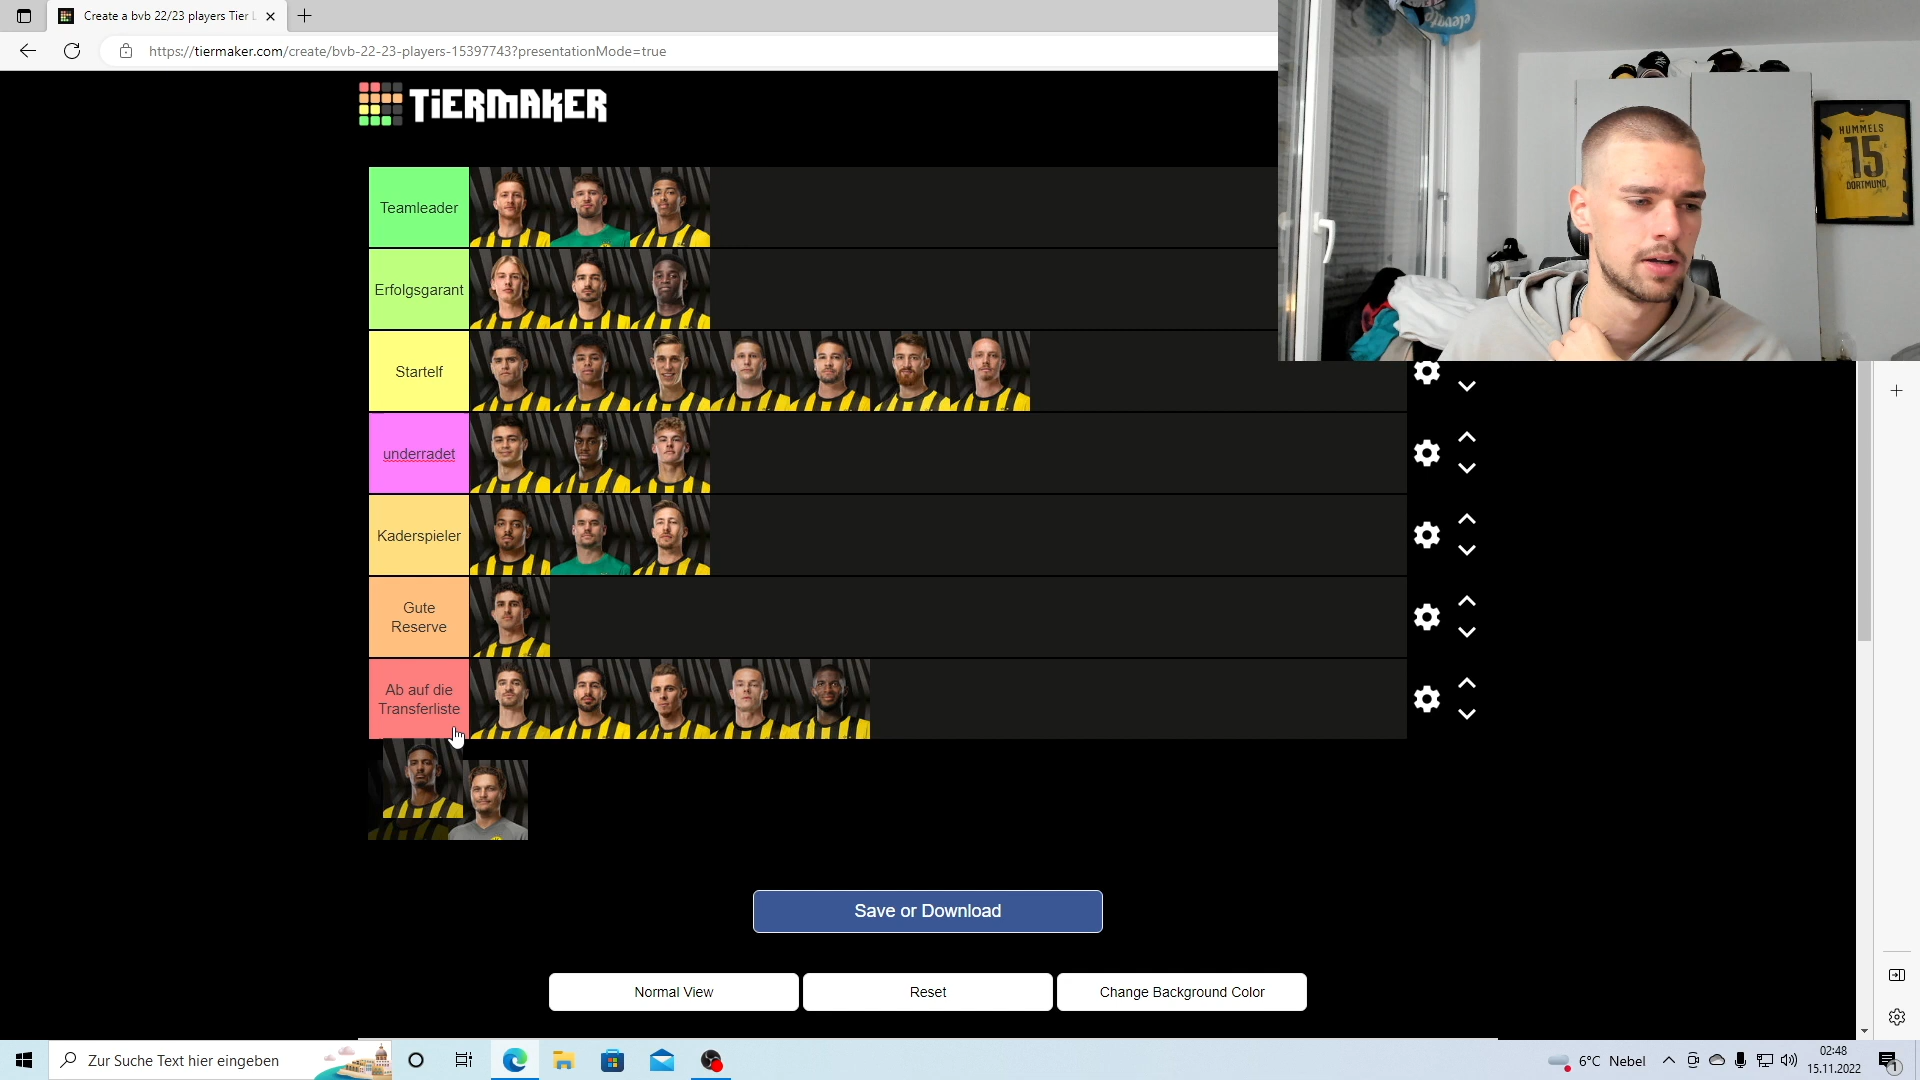 Create a bvb 22/23 players Tier L
https://tiermaker.com/create/bvb-22-23-players-15397743?presentationMode=true
TiERMAKER
HUMMELS
15
DORTMUND
Teamleader
Erfolgsgarant
Startelf
underradet
Kaderspieler
Gute
Reserve
Ab auf die
Transferliste
Save or Download
Normal View
Reset
Change Background Color
Zur Suche Text hier eingeben
6°C Nebel
02:48
15.11.2022
1